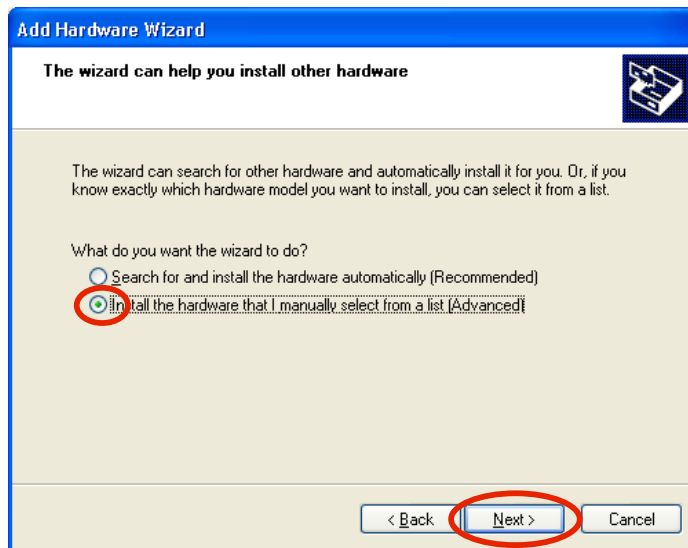 Add Hardware Wizard
The wizard can help you install other hardware
The wizard can search for other hardware and automatically install it for you. Or, if you
know exactly which hardware model you want to install, you can select it from a list.
What do you want the wizard to do?
Search for and install the hardware automatically (Recommended)
Install the hardware that I manually select from a list (Advanced)
< Back Next > Cancel